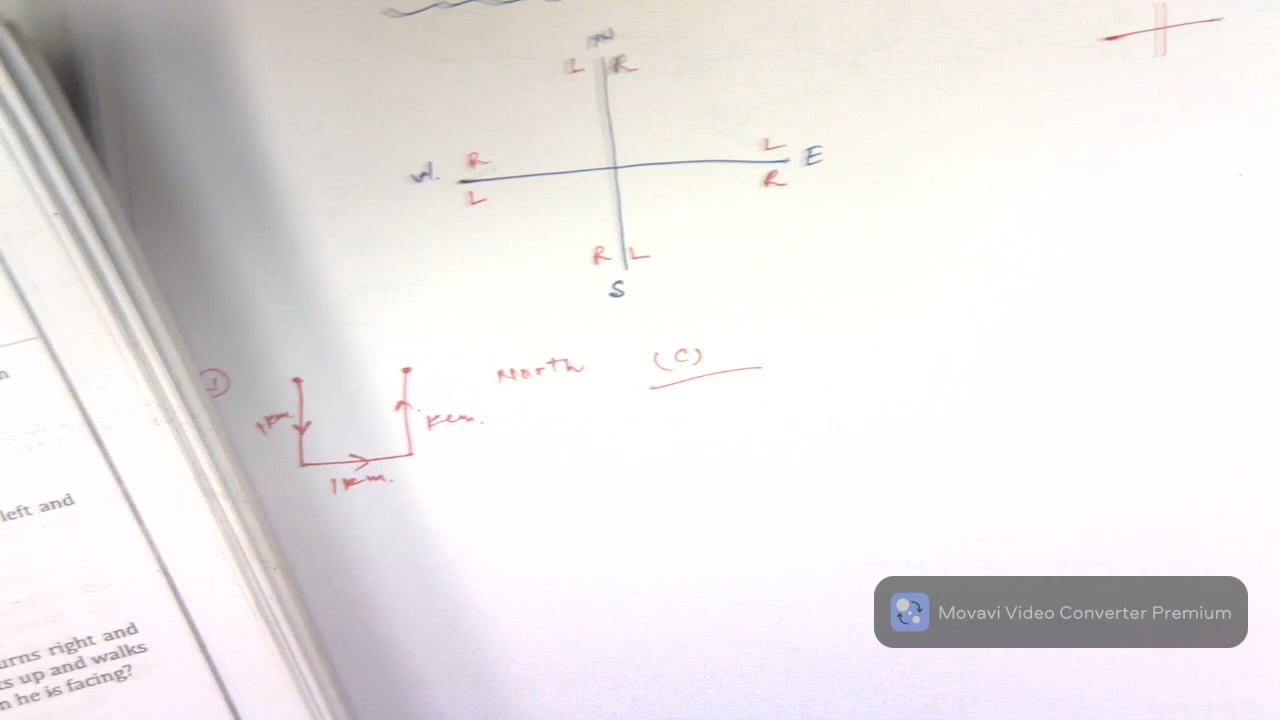 N
L R
W. R L E
L R
R L
S
① North (C)
1km. km.
1km.
left and
urns right and
ts up and walks
n he is facing?
Movavi Video Converter Premium